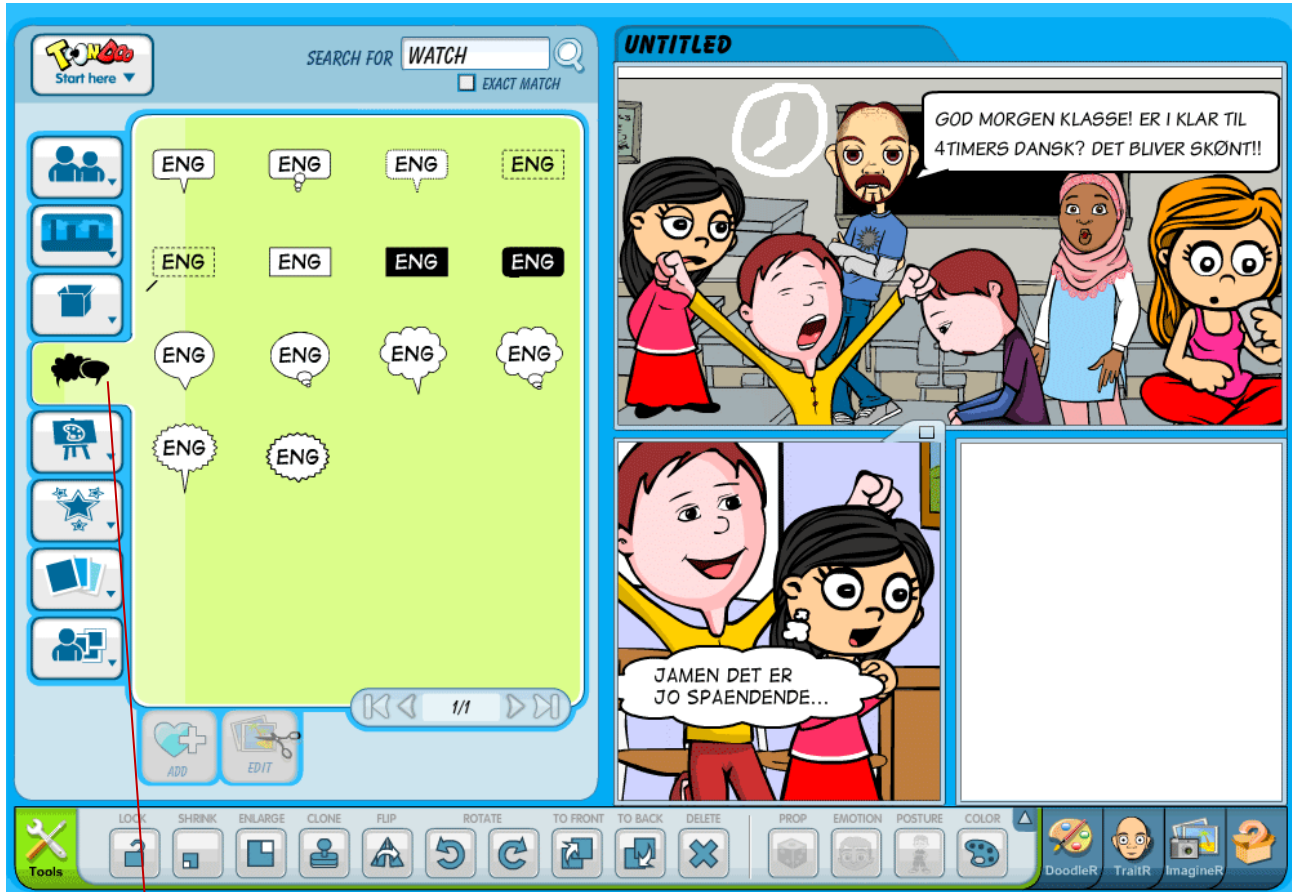 TOONDOO
Start here
SEARCH FOR WATCH
EXACT MATCH
ENG ENG ENG ENG
ENG ENG ENG ENG
ENG ENG ENG ENG
ENG ENG
1/1
ADD EDIT
UNTITLED
GOD MORGEN KLASSE! ER I KLAR TIL
4TIMERS DANSK? DET BLIVER SKØNT!!
JAMEN DET ER
JO SPAENDENDE...
Tools
LOCK SHRINK ENLARGE CLONE FLIP ROTATE TO FRONT TO BACK DELETE PROP EMOTION POSTURE COLOR
DoodleR TraitR ImagineR